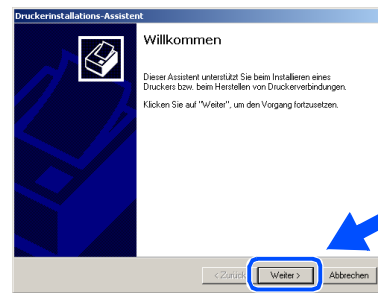 Druckerinstallations-Assistent
Willkommen
Dieser Assistent unterstützt Sie beim Installieren eines
Druckers bzw. beim Herstellen von Druckerverbindungen.
Klicken Sie auf "Weiter", um den Vorgang fortzusetzen.
< Zurück Weiter > Abbrechen